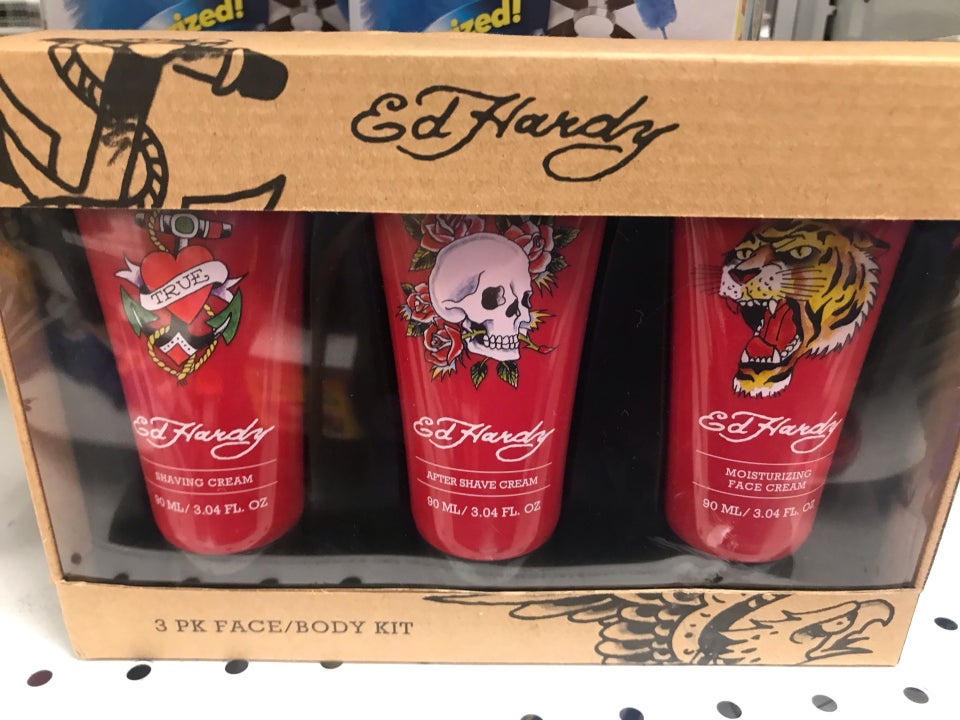 ized!
Ed Hardy
TRUE
Ed Hardy
SHAVING CREAM
90 ML/ 3.04 FL. OZ
Ed Hardy
AFTER SHAVE CREAM
90 ML/ 3.04 FL. OZ
Ed Hardy
MOISTURIZING
FACE CREAM
90 ML/ 3.04 FL. OZ
3 PK FACE/BODY KIT